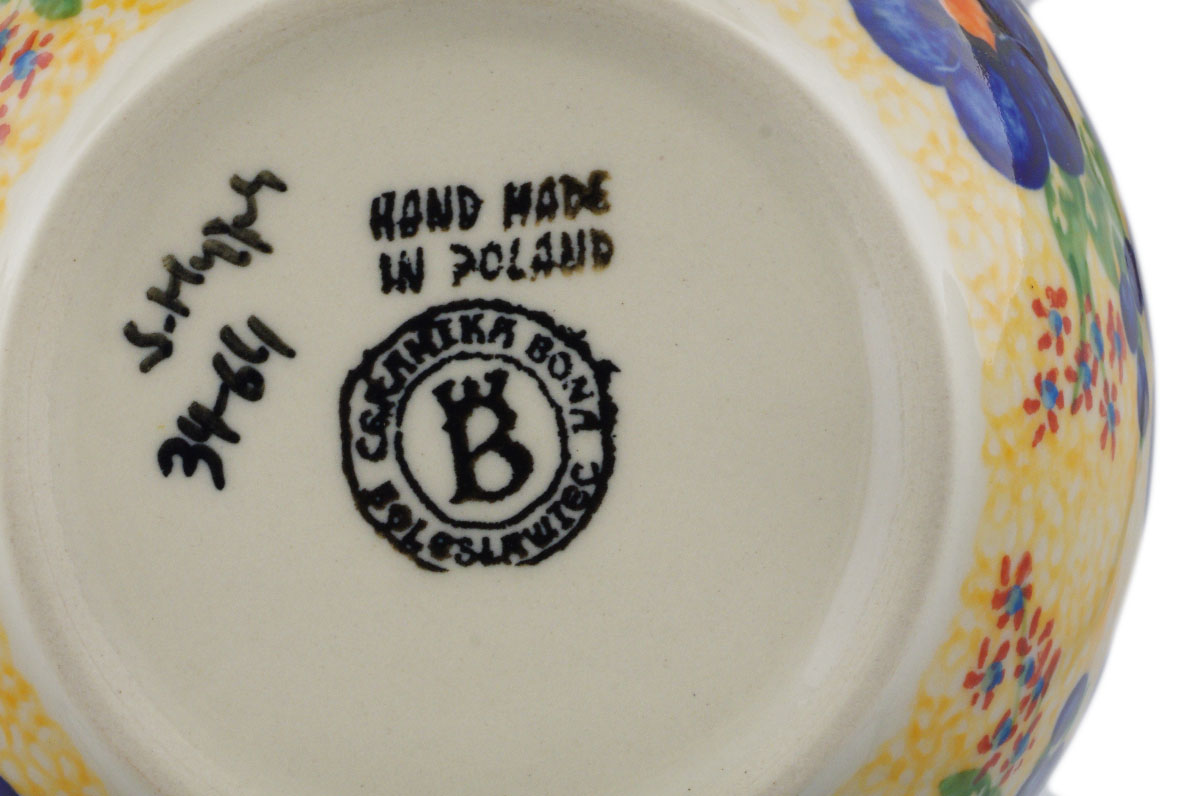 HAND MADE
IN POLAND
CERAMIKA BONA
BOLESLAWIEC
B
34-64